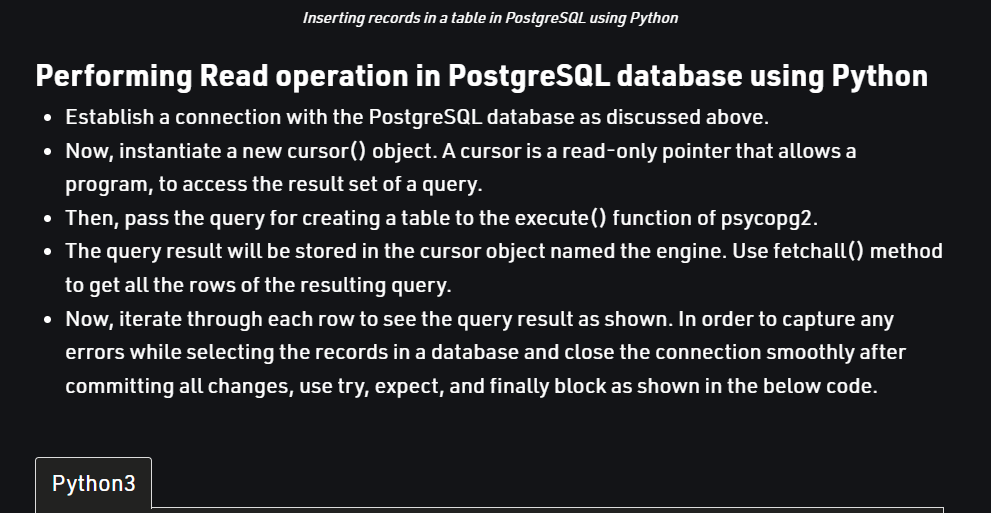 Inserting records in a table in PostgreSQL using Python
Performing Read operation in PostgreSQL database using Python
• Establish a connection with the PostgreSQL database as discussed above.
• Now, instantiate a new cursor() object. A cursor is a read-only pointer that allows a
program, to access the result set of a query.
• Then, pass the query for creating a table to the execute() function of psycopg2.
• The query result will be stored in the cursor object named the engine. Use fetchall() method
to get all the rows of the resulting query.
• Now, iterate through each row to see the query result as shown. In order to capture any
errors while selecting the records in a database and close the connection smoothly after
committing all changes, use try, expect, and finally block as shown in the below code.
Python3